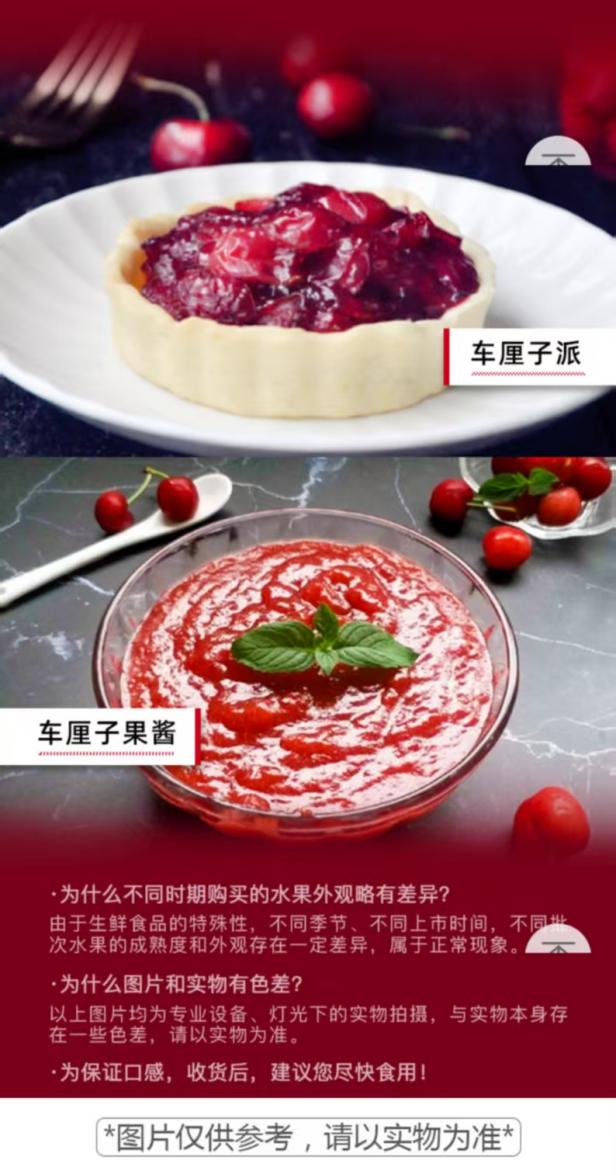 车厘子派
车厘子果酱
·为什么不同时期购买的水果外观略有差异?
由于生鲜食品的特殊性，不同季节、不同上市时间，不同批
次水果的成熟度和外观存在一定差异，属于正常现象。
·为什么图片和实物有色差?
以上图片均为专业设备、灯光下的实物拍摄，与实物本身存
在一些色差，请以实物为准。
·为保证口感，收货后，建议您尽快食用!
*图片仅供参考，请以实物为准*